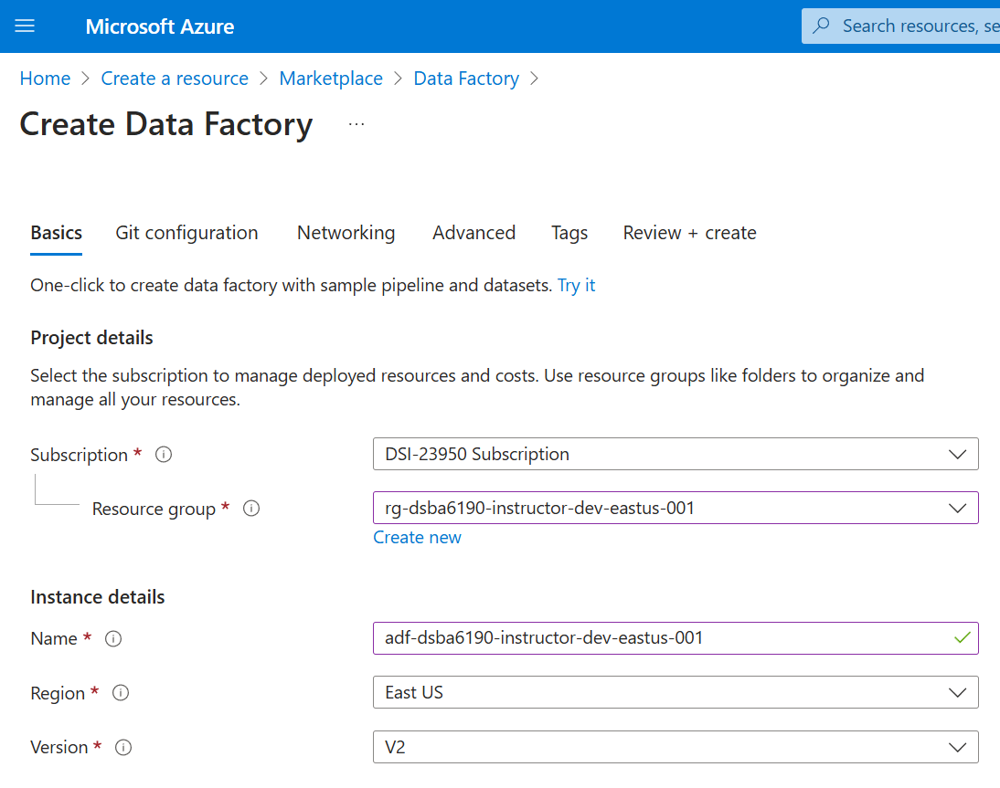 Microsoft Azure
Search resources, se
Home > Create a resource > Marketplace > Data Factory >
Create Data Factory ...
Basics Git configuration Networking Advanced Tags Review + create
One-click to create data factory with sample pipeline and datasets. Try it
Project details
Select the subscription to manage deployed resources and costs. Use resource groups like folders to organize and
manage all your resources.
Subscription * DSI-23950 Subscription
Resource group * rg-dsba6190-instructor-dev-eastus-001
Create new
Instance details
Name * adf-dsba6190-instructor-dev-eastus-001
Region * East US
Version * V2